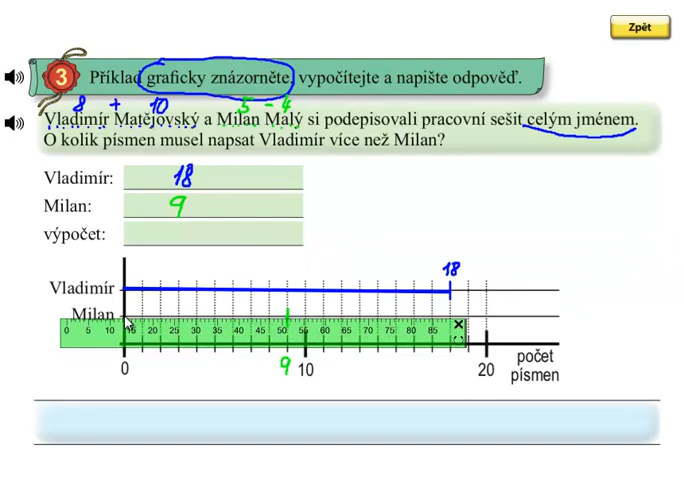 Zpět
3 Příklad graficky znázorněte, vypočítejte a napište odpověď.
8 + 10 5 - 4
Vladimír Matějovský a Milan Malý si podepisovali pracovní sešit celým jménem.
O kolik písmen musel napsat Vladimír více než Milan?
Vladimír: 18
Milan: 9
výpočet:
18
Vladimír
Milan
0 5 10 15 20 25 30 35 40 45 50 55 60 65 70 75 80 85
0 9 10 20
počet
písmen